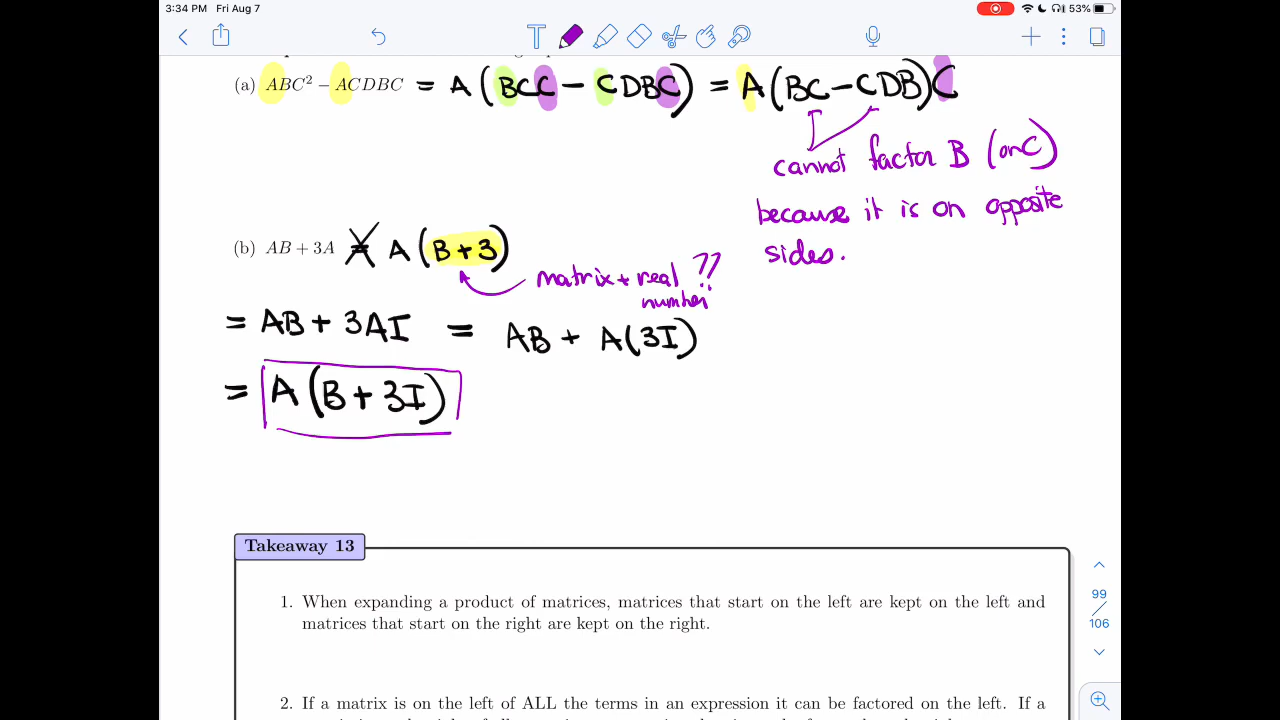 3:34 PM Fri Aug 7
53%
(a) ABC² − ACDBC = A (BCC − CDBC) = A (BC − CDB)C
cannot factor B (or C)
because it is on opposite
sides.
(b) AB + 3A = A (B + 3)
matrix + real ??
number
= AB + 3AI = AB + A(3I)
= A (B + 3I)
Takeaway 13
1. When expanding a product of matrices, matrices that start on the left are kept on the left and
matrices that start on the right are kept on the right.
2. If a matrix is on the left of ALL the terms in an expression it can be factored on the left. If a
99
106